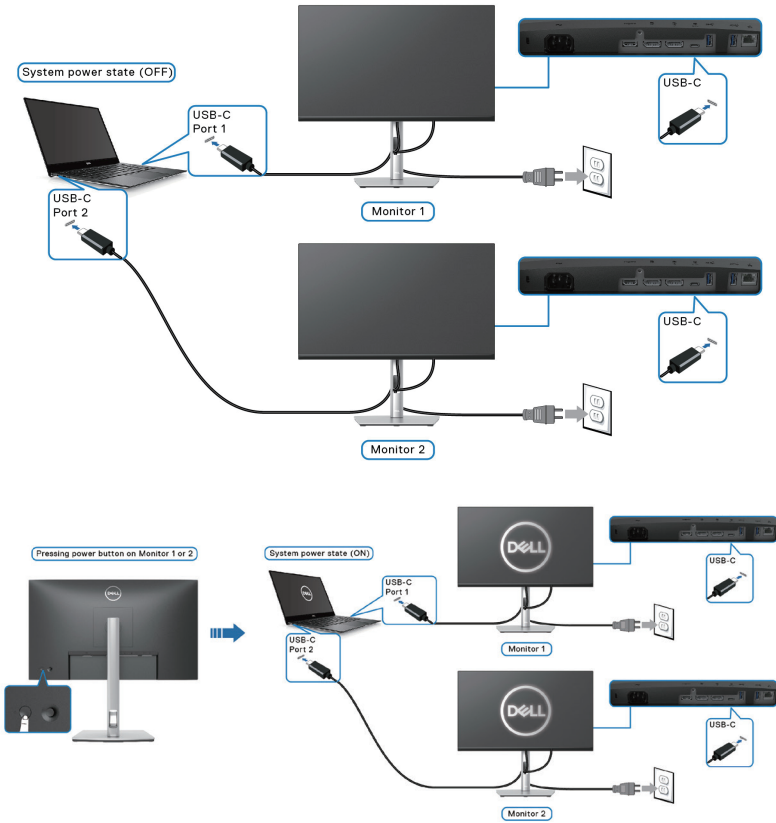 System power state (OFF)
USB-C
Port 1
USB-C
USB-C
Port 2
Monitor 1
USB-C
Monitor 2
Pressing power button on Monitor 1 or 2
DELL
System power state (ON)
DELL
USB-C
Port 1
DELL
USB-C
USB-C
Port 2
Monitor 1
DELL
USB-C
Monitor 2